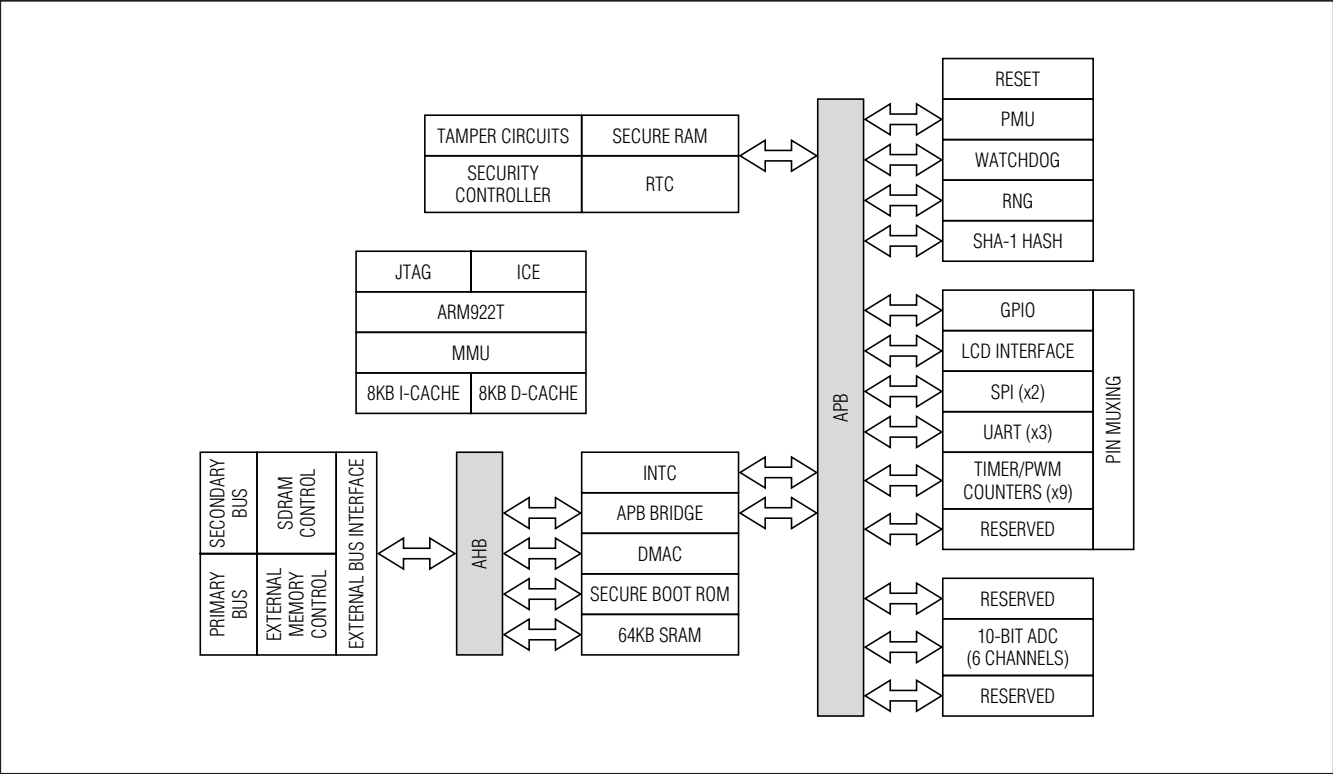 TAMPER CIRCUITS
SECURE RAM
SECURITY
CONTROLLER
RTC
JTAG
ICE
ARM922T
MMU
8KB I-CACHE
8KB D-CACHE
SECONDARY
BUS
SDRAM
CONTROL
PRIMARY
BUS
EXTERNAL
MEMORY
CONTROL
EXTERNAL BUS INTERFACE
AHB
INTC
APB BRIDGE
DMAC
SECURE BOOT ROM
64KB SRAM
APB
RESET
PMU
WATCHDOG
RNG
SHA-1 HASH
GPIO
LCD INTERFACE
SPI (x2)
UART (x3)
TIMER/PWM
COUNTERS (x9)
RESERVED
PIN MUXING
RESERVED
10-BIT ADC
(6 CHANNELS)
RESERVED